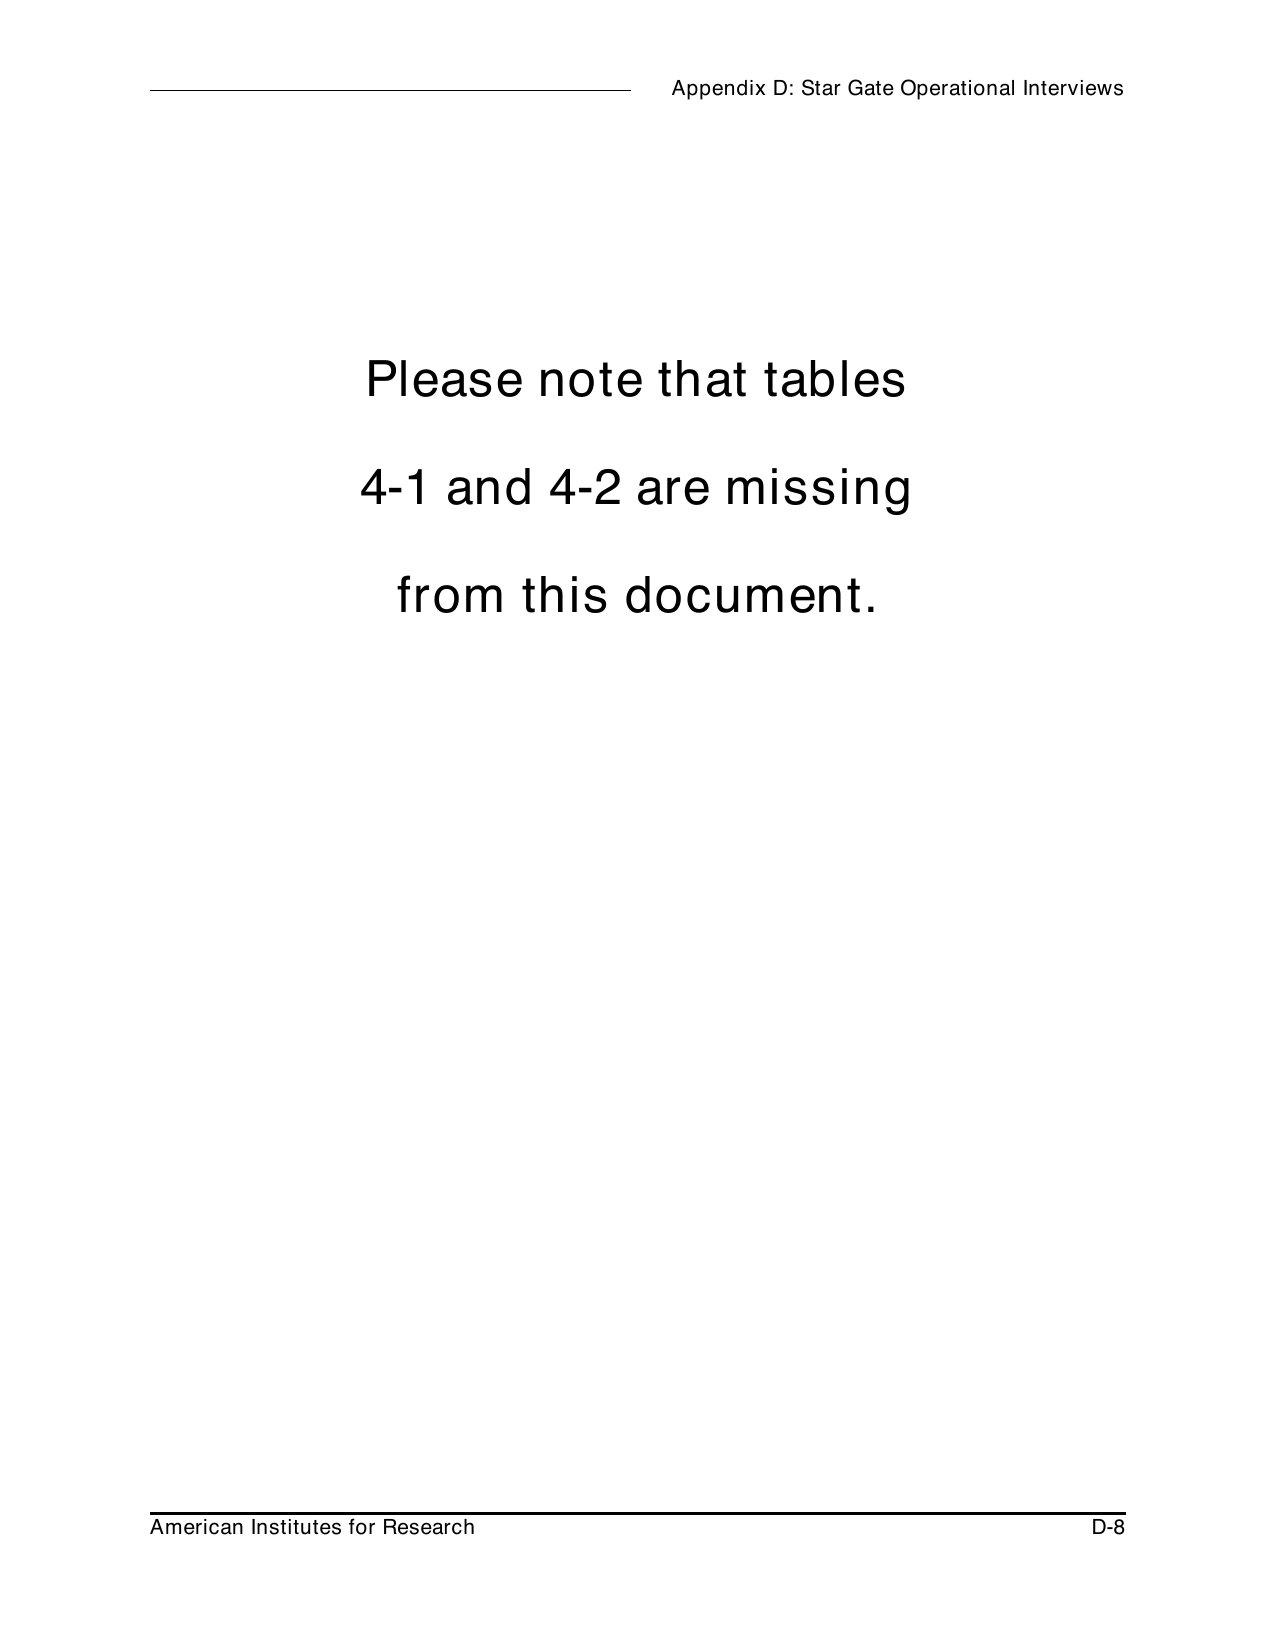 Appendix D: Star Gate Operational Interviews
Please note that tables
4-1 and 4-2 are missing
from this document.
American Institutes for Research D-8